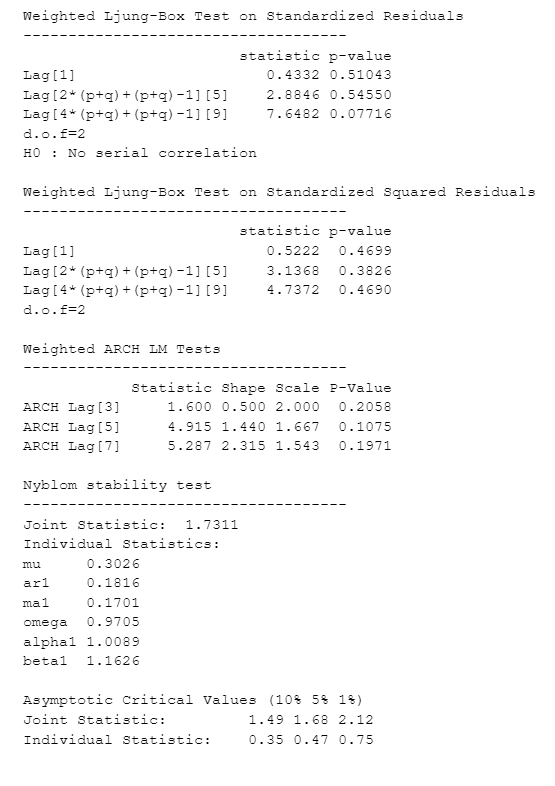 Weighted Ljung-Box Test on Standardized Residuals
------------------------------------
                        statistic p-value
Lag[1]                     0.4332 0.51043
Lag[2*(p+q)+(p+q)-1][5]    2.8846 0.54550
Lag[4*(p+q)+(p+q)-1][9]    7.6482 0.07716
d.o.f=2
H0 : No serial correlation

Weighted Ljung-Box Test on Standardized Squared Residuals
------------------------------------
                        statistic p-value
Lag[1]                     0.5222  0.4699
Lag[2*(p+q)+(p+q)-1][5]    3.1368  0.3826
Lag[4*(p+q)+(p+q)-1][9]    4.7372  0.4690
d.o.f=2

Weighted ARCH LM Tests
------------------------------------
            Statistic Shape Scale P-Value
ARCH Lag[3]     1.600 0.500 2.000  0.2058
ARCH Lag[5]     4.915 1.440 1.667  0.1075
ARCH Lag[7]     5.287 2.315 1.543  0.1971

Nyblom stability test
------------------------------------
Joint Statistic:  1.7311
Individual Statistics:
mu     0.3026
ar1    0.1816
ma1    0.1701
omega  0.9705
alpha1 1.0089
beta1  1.1626

Asymptotic Critical Values (10% 5% 1%)
Joint Statistic:         1.49 1.68 2.12
Individual Statistic:    0.35 0.47 0.75